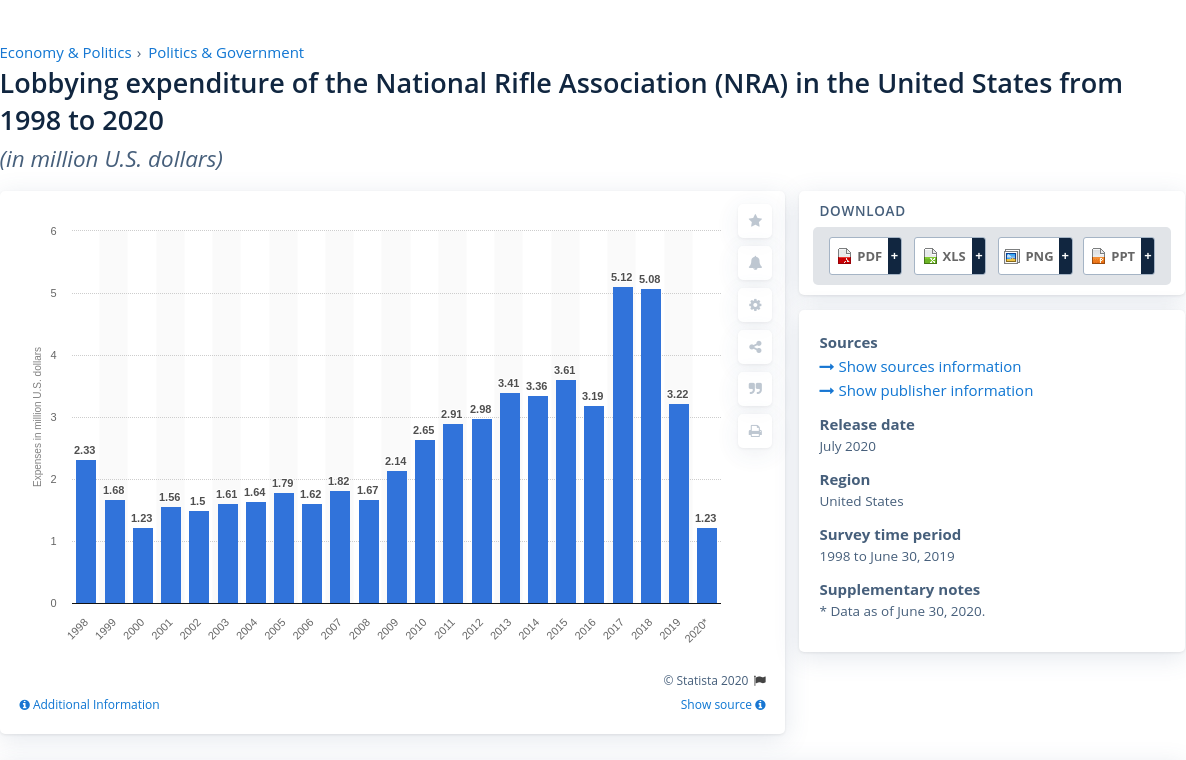 Economy & Politics › Politics & Government
Lobbying expenditure of the National Rifle Association (NRA) in the United States from
1998 to 2020
(in million U.S. dollars)
Expenses in million U.S. dollars
6
5
4
3
2
1
0
2.33
1.68
1.23
1.56
1.5
1.61
1.64
1.79
1.62
1.82
1.67
2.14
2.65
2.91
2.98
3.41
3.36
3.61
3.19
5.12
5.08
3.22
1.23
1998
1999
2000
2001
2002
2003
2004
2005
2006
2007
2008
2009
2010
2011
2012
2013
2014
2015
2016
2017
2018
2019
2020*
© Statista 2020
Additional Information
Show source
DOWNLOAD
PDF +
XLS +
PNG +
PPT +
Sources
Show sources information
Show publisher information
Release date
July 2020
Region
United States
Survey time period
1998 to June 30, 2019
Supplementary notes
* Data as of June 30, 2020.